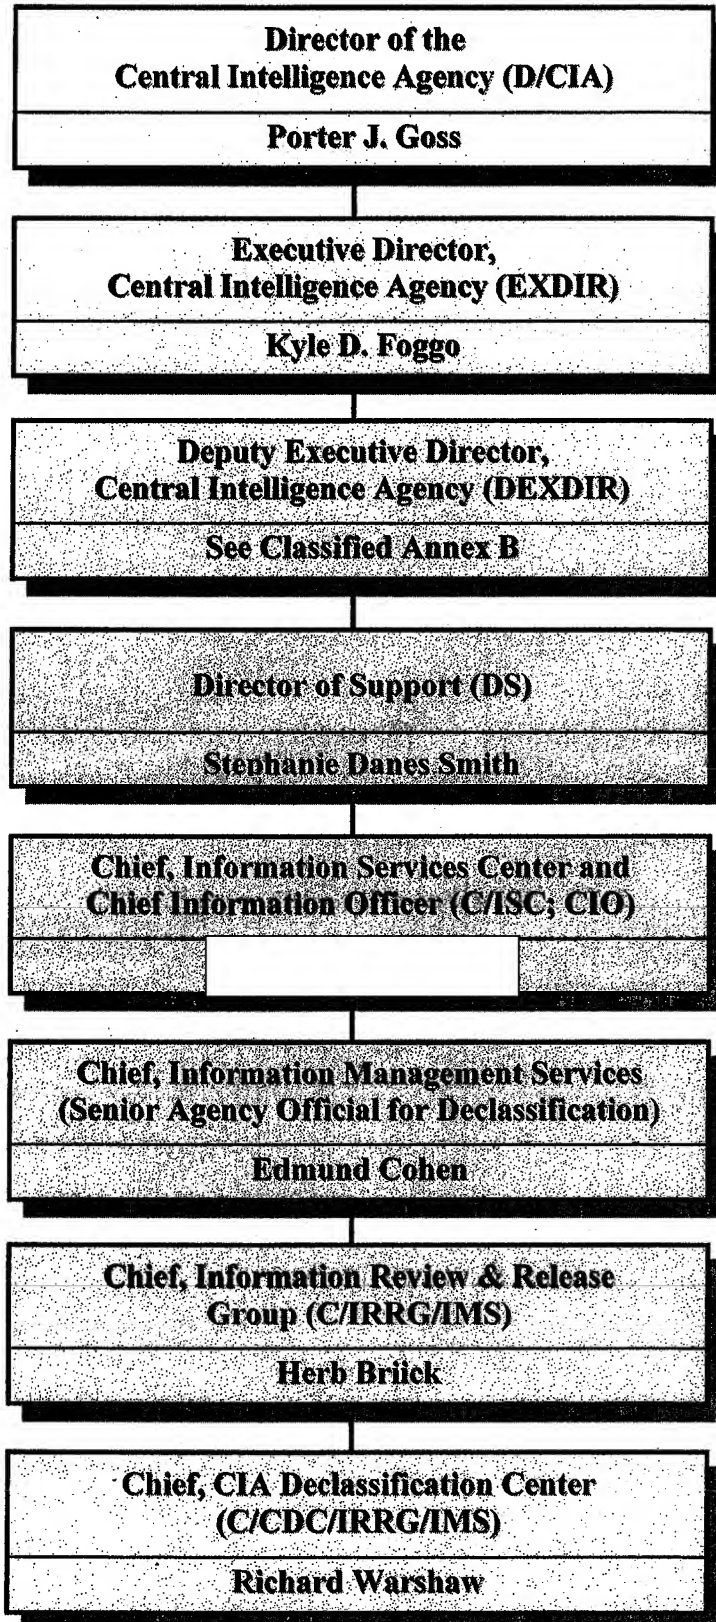 Director of the
Central Intelligence Agency (D/CIA)
Porter J. Goss
Executive Director,
Central Intelligence Agency (EXDIR)
Kyle D. Foggo
Deputy Executive Director,
Central Intelligence Agency (DEXDIR)
See Classified Annex B
Director of Support (DS)
Stephanie Danes Smith
Chief, Information Services Center and
Chief Information Officer (C/ISC; CIO)
Chief, Information Management Services
(Senior Agency Official for Declassification)
Edmund Cohen
Chief, Information Review & Release
Group (C/IRRG/IMS)
Herb Briick
Chief, CIA Declassification Center
(C/CDC/IRRG/IMS)
Richard Warshaw